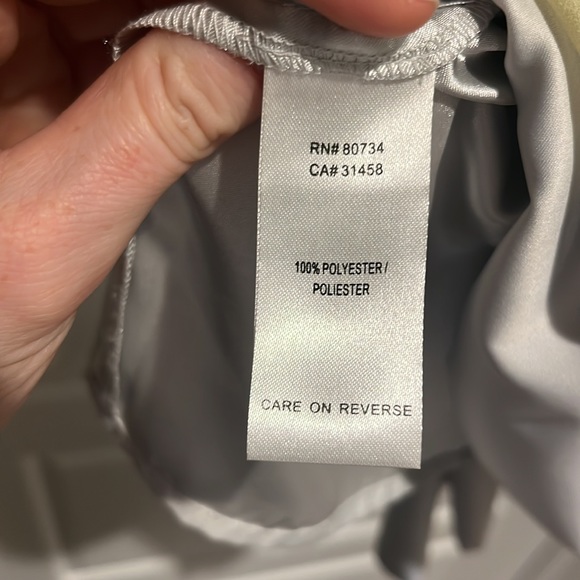 RN# 80734
CA# 31458
100% POLYESTER /
POLIESTER
CARE ON REVERSE